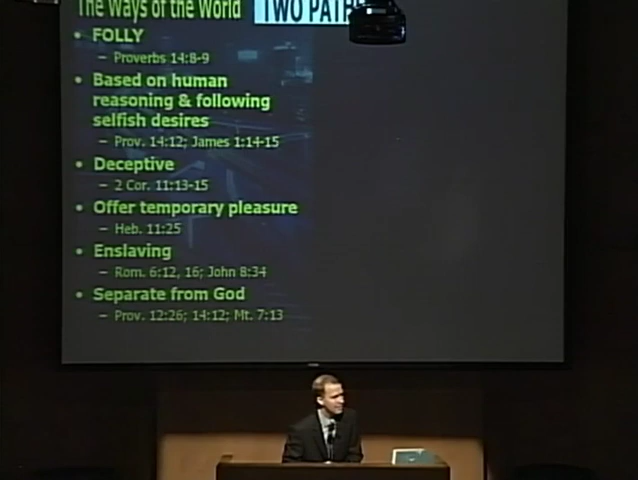 The Ways of the World TWO PATHS
• FOLLY
– Proverbs 14:8-9
• Based on human
reasoning & following
selfish desires
– Prov. 14:12; James 1:14-15
• Deceptive
– 2 Cor. 11:13-15
• Offer temporary pleasure
– Heb. 11:25
• Enslaving
– Rom. 6:12, 16; John 8:34
• Separate from God
– Prov. 12:26; 14:12; Mt. 7:13